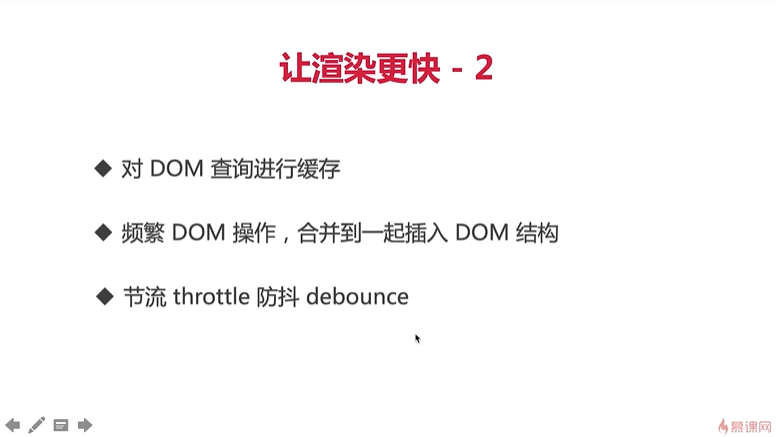 让渲染更快 - 2
◆ 对 DOM 查询进行缓存
◆ 频繁 DOM 操作，合并到一起插入 DOM 结构
◆ 节流 throttle 防抖 debounce
慕课网